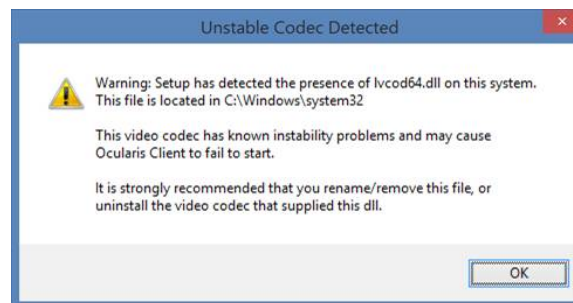 Unstable Codec Detected
Warning: Setup has detected the presence of lvcod64.dll on this system.
This file is located in C:\Windows\system32
This video codec has known instability problems and may cause
Ocularis Client to fail to start.
It is strongly recommended that you rename/remove this file, or
uninstall the video codec that supplied this dll.
OK